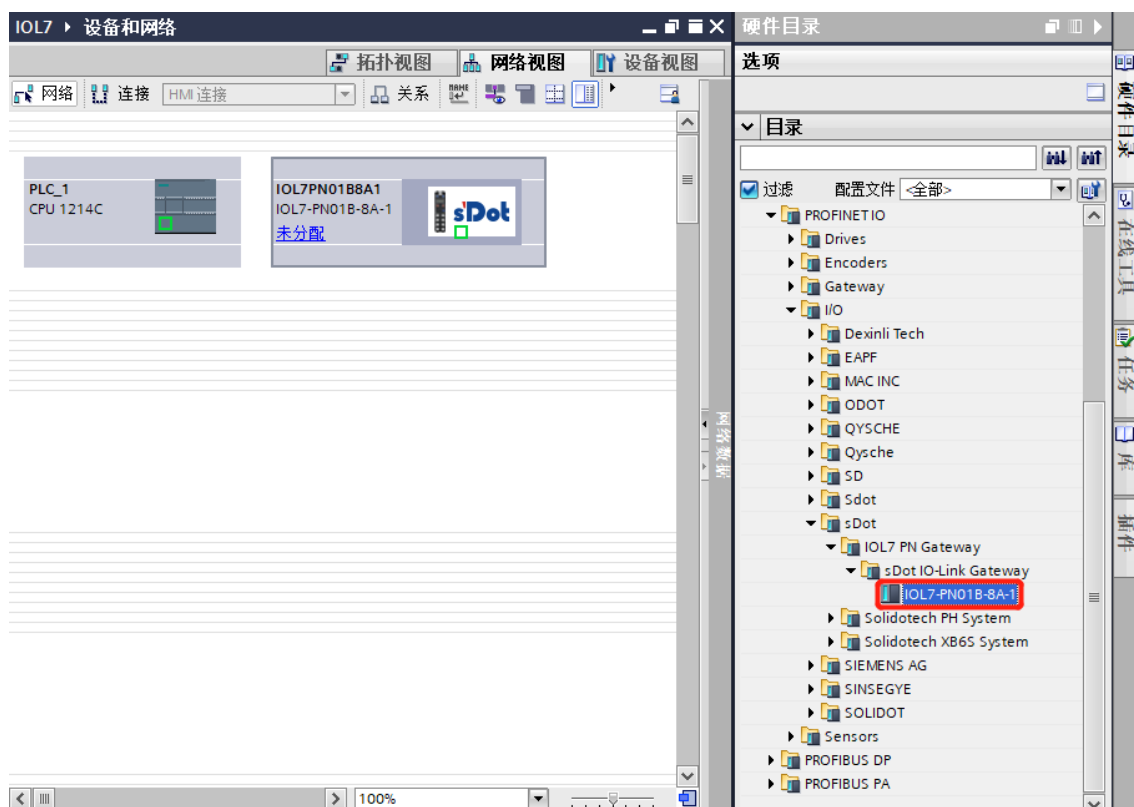 IOL7 ▸ 设备和网络
拓扑视图
网络视图
设备视图
网络
连接
HMI 连接
关系
PLC_1
CPU 1214C
IOL7PN01B8A1
IOL7-PN01B-8A-1
未分配
s'Dot
网络数据
100%
硬件目录
选项
目录
过滤
配置文件 <全部>
PROFINET IO
Drives
Encoders
Gateway
I/O
Dexinli Tech
EAPF
MAC INC
ODOT
QYSCHE
Qysche
SD
Sdot
sDot
IOL7 PN Gateway
sDot IO-Link Gateway
IOL7-PN01B-8A-1
Solidotech PH System
Solidotech XB6S System
SIEMENS AG
SINSEGYE
SOLIDOT
Sensors
PROFIBUS DP
PROFIBUS PA
硬件目录
在线工具
任务
库
插件